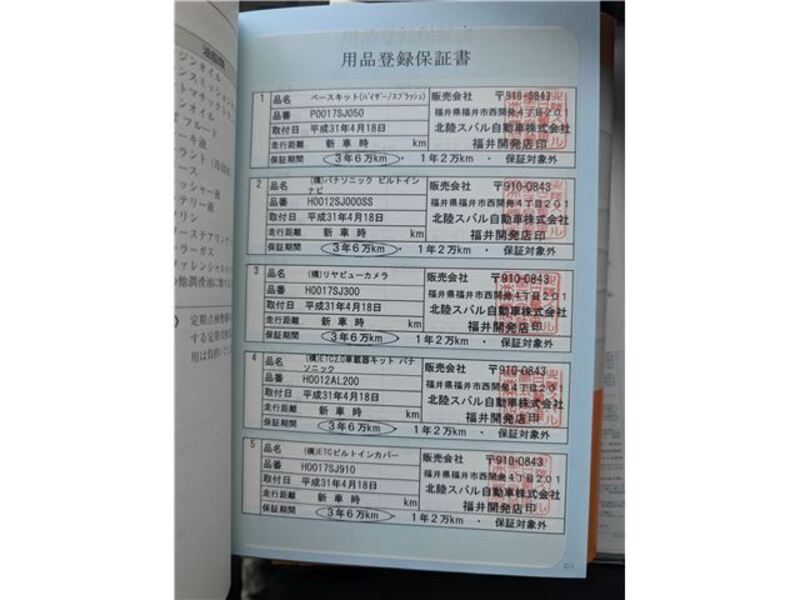 用品登録保証書
1
品名 ベースキット(バイザー/スプラッシュ)
品番 P0017SJ050
取付日 平成31年4月18日
走行距離 新車時 km
保証期間 3年6万km・ 1年2万km ・ 保証対象外
販売会社 〒910-0843
福井県福井市西開発4丁目201
北陸スバル自動車株式会社
福井開発店印
2
品名 (横)パナソニック ビルトイン
ナビ
品番 H0012SJ000SS
取付日 平成31年4月18日
走行距離 新車時 km
保証期間 3年6万km・ 1年2万km ・ 保証対象外
販売会社 〒910-0843
福井県福井市西開発4丁目201
北陸スバル自動車株式会社
福井開発店印
3
品名 (横)リヤビューカメラ
品番 H0017SJ300
取付日 平成31年4月18日
走行距離 新車時 km
保証期間 3年6万km・ 1年2万km ・ 保証対象外
販売会社 〒910-0843
福井県福井市西開発4丁目201
北陸スバル自動車株式会社
福井開発店印
4
品名 (横)ETC2.0車載器キット パナ
ソニック
品番 H0012AL200
取付日 平成31年4月18日
走行距離 新車時 km
保証期間 3年6万km ・ 1年2万km ・ 保証対象外
販売会社 〒910-0843
福井県福井市西開発4丁目201
北陸スバル自動車株式会社
福井開発店印
5
品名 (横)ETCビルトインカバー
品番 H0017SJ910
取付日 平成31年4月18日
走行距離 新車時 km
保証期間 3年6万km ・ 1年2万km ・ 保証対象外
販売会社 〒910-0843
福井県福井市西開発4丁目201
北陸スバル自動車株式会社
福井開発店印